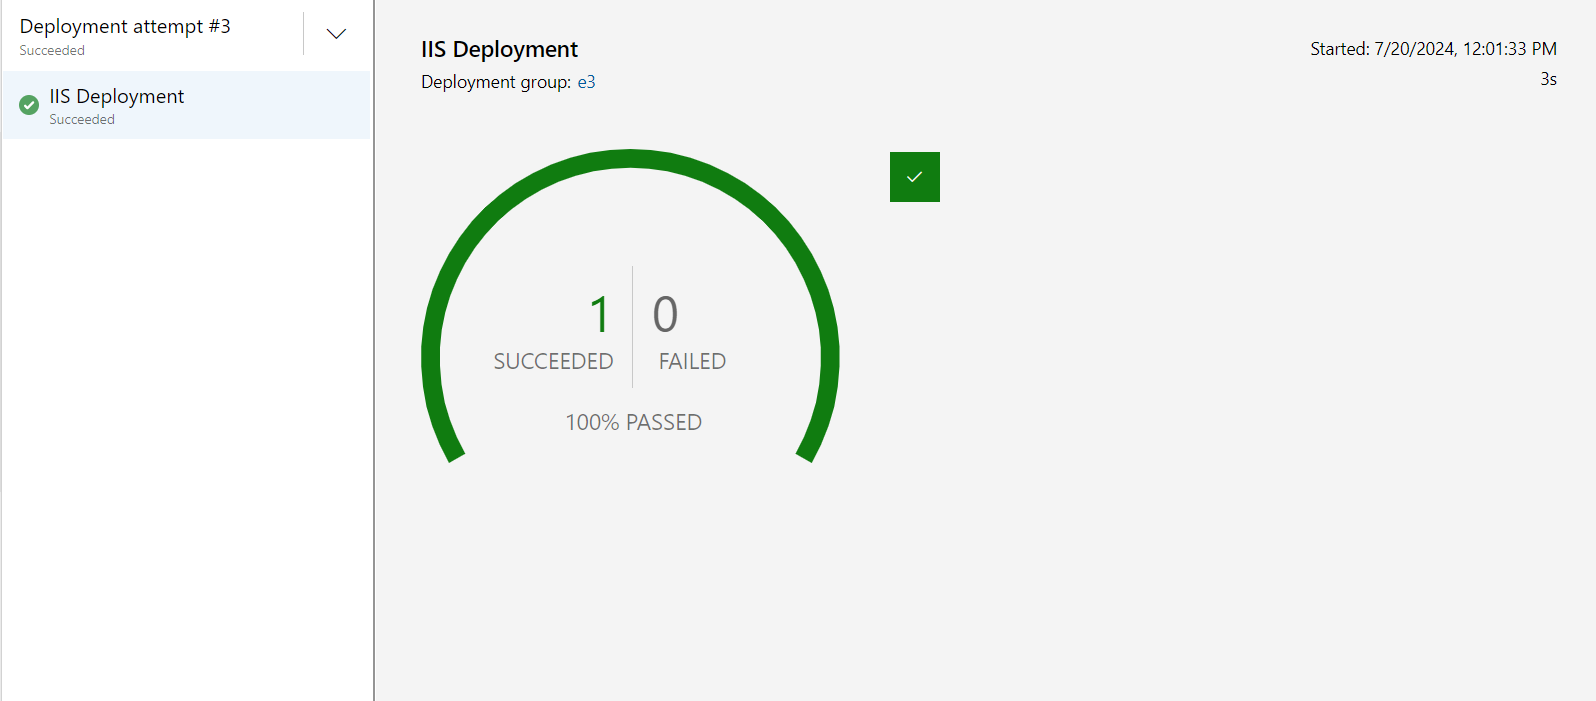 Deployment attempt #3
Succeeded
IIS Deployment
Succeeded
IIS Deployment
Deployment group: e3
Started: 7/20/2024, 12:01:33 PM
3s
1 0
SUCCEEDED FAILED
100% PASSED